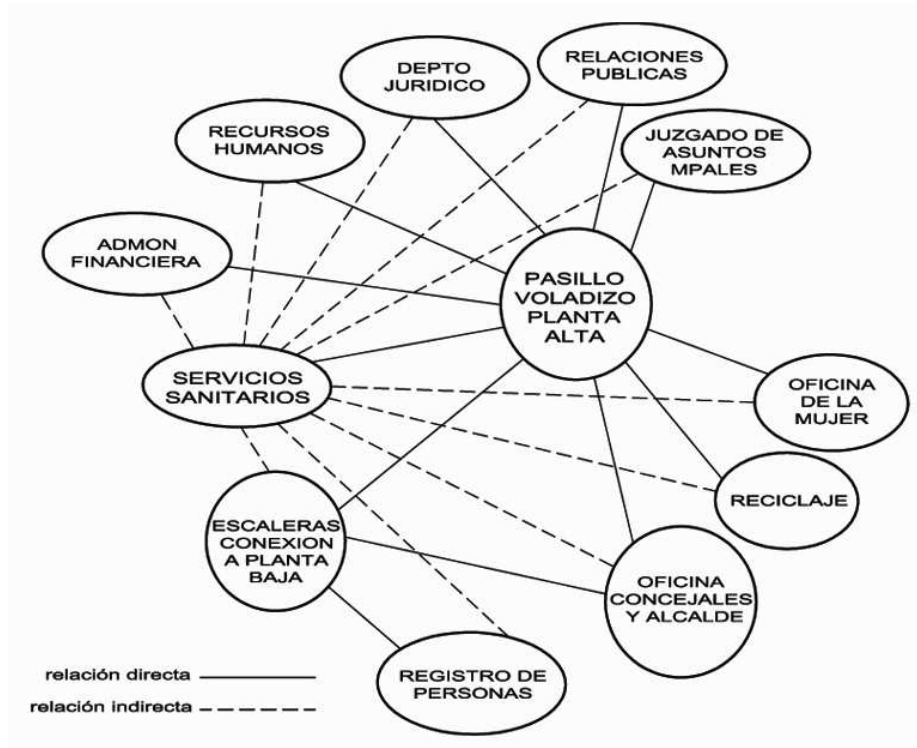 RELACIONES
PUBLICAS
DEPTO
JURIDICO
RECURSOS
HUMANOS
JUZGADO DE
ASUNTOS
MPALES
ADMON
FINANCIERA
PASILLO
VOLADIZO
PLANTA
ALTA
SERVICIOS
SANITARIOS
OFICINA
DE LA
MUJER
RECICLAJE
ESCALERAS
CONEXION
A PLANTA
BAJA
OFICINA
CONCEJALES
Y ALCALDE
REGISTRO DE
PERSONAS
relación directa
relación indirecta